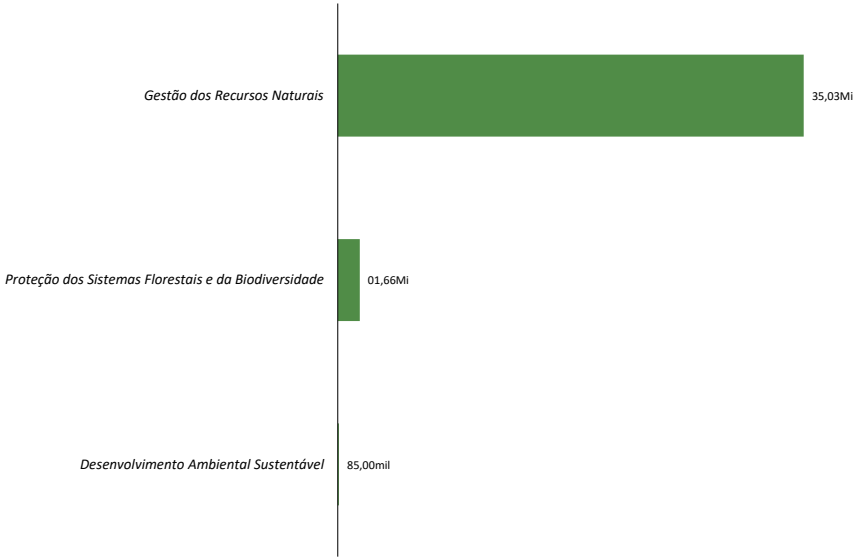 Gestão dos Recursos Naturais
35,03Mi
Proteção dos Sistemas Florestais e da Biodiversidade
01,66Mi
Desenvolvimento Ambiental Sustentável
85,00mil